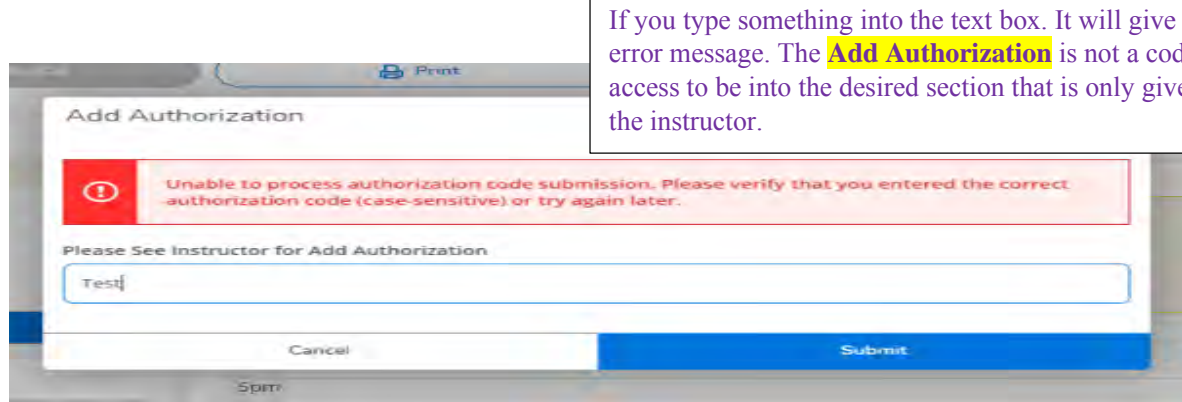 If you type something into the text box. It will give
error message. The Add Authorization is not a cod
access to be into the desired section that is only give
the instructor.
Print
Add Authorization
Unable to process authorization code submission. Please verify that you entered the correct
authorization code (case-sensitive) or try again later.
Please See Instructor for Add Authorization
Test
Cancel
Submit